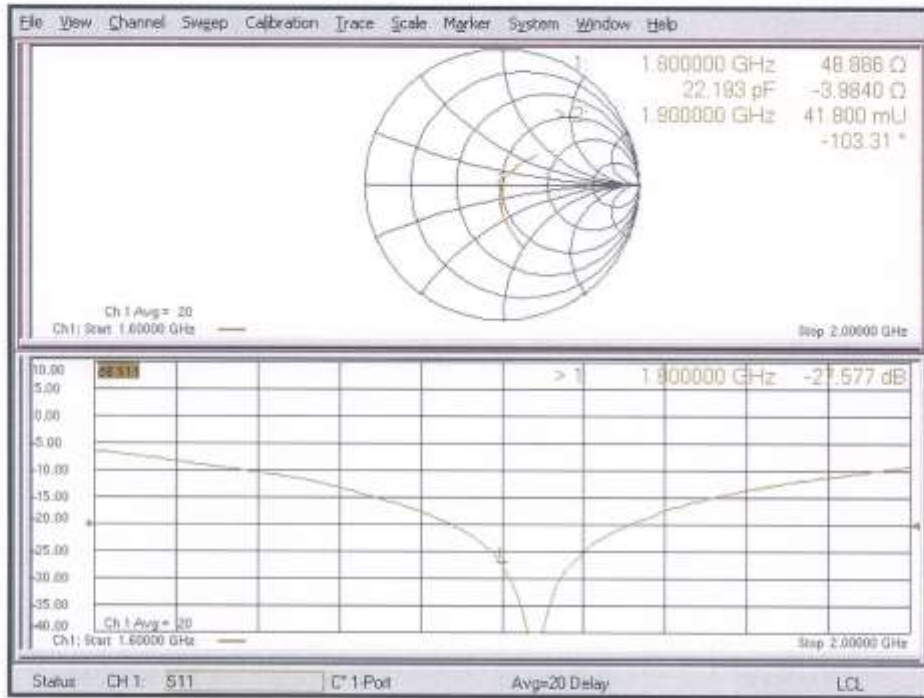 File View Channel Sweep Calibration Trace Scale Marker System Window Help
1: 1.800000 GHz 48.886 Ω
22.193 pF -3.9840 Ω
1.900000 GHz 41.800 mU
-103.31 °
Ch 1 Avg = 20
Ch1: Start 1.60000 GHz
Stop 2.00000 GHz
10.00
dB S11
> 1 1.800000 GHz -27.577 dB
5.00
0.00
-5.00
-10.00
-15.00
-20.00
-25.00
-30.00
-35.00
-40.00
Ch 1 Avg = 20
Ch1: Start 1.60000 GHz
Stop 2.00000 GHz
Status CH 1: S11 C* 1-Port Avg=20 Delay LCL